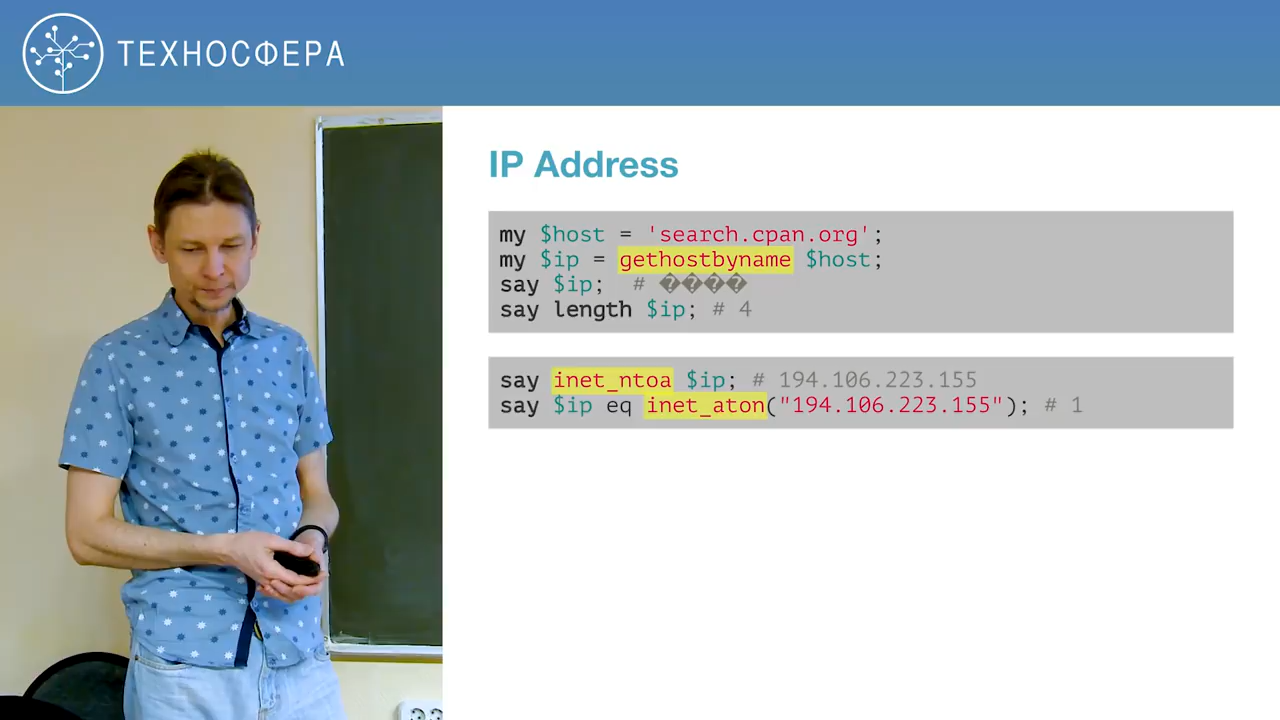 ТЕХНОСФЕРА
IP Address
my $host = 'search.cpan.org';
my $ip = gethostbyname $host;
say $ip; # ����
say length $ip; # 4
say inet_ntoa $ip; # 194.106.223.155
say $ip eq inet_aton("194.106.223.155"); # 1